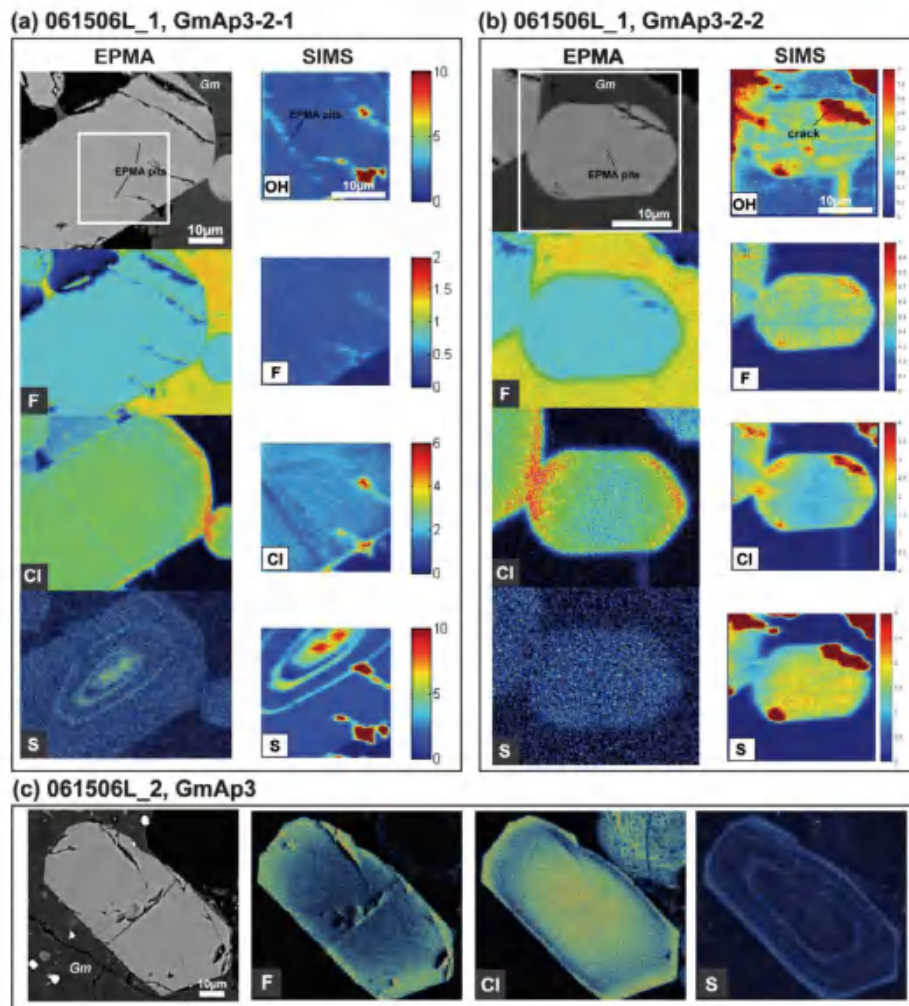 (a) 061506L_1, GmAp3-2-1
EPMA
SIMS
Gm
EPMA pits
10μm
EPMA pits
OH
10μm
10
5
0
F
F
2
1.5
1
0.5
0
Cl
Cl
6
4
2
0
S
S
10
5
0
(b) 061506L_1, GmAp3-2-2
EPMA
SIMS
Gm
EPMA pits
10μm
crack
OH
10μm
F
F
Cl
Cl
S
S
(c) 061506L_2, GmAp3
Gm
10μm
F
Cl
S